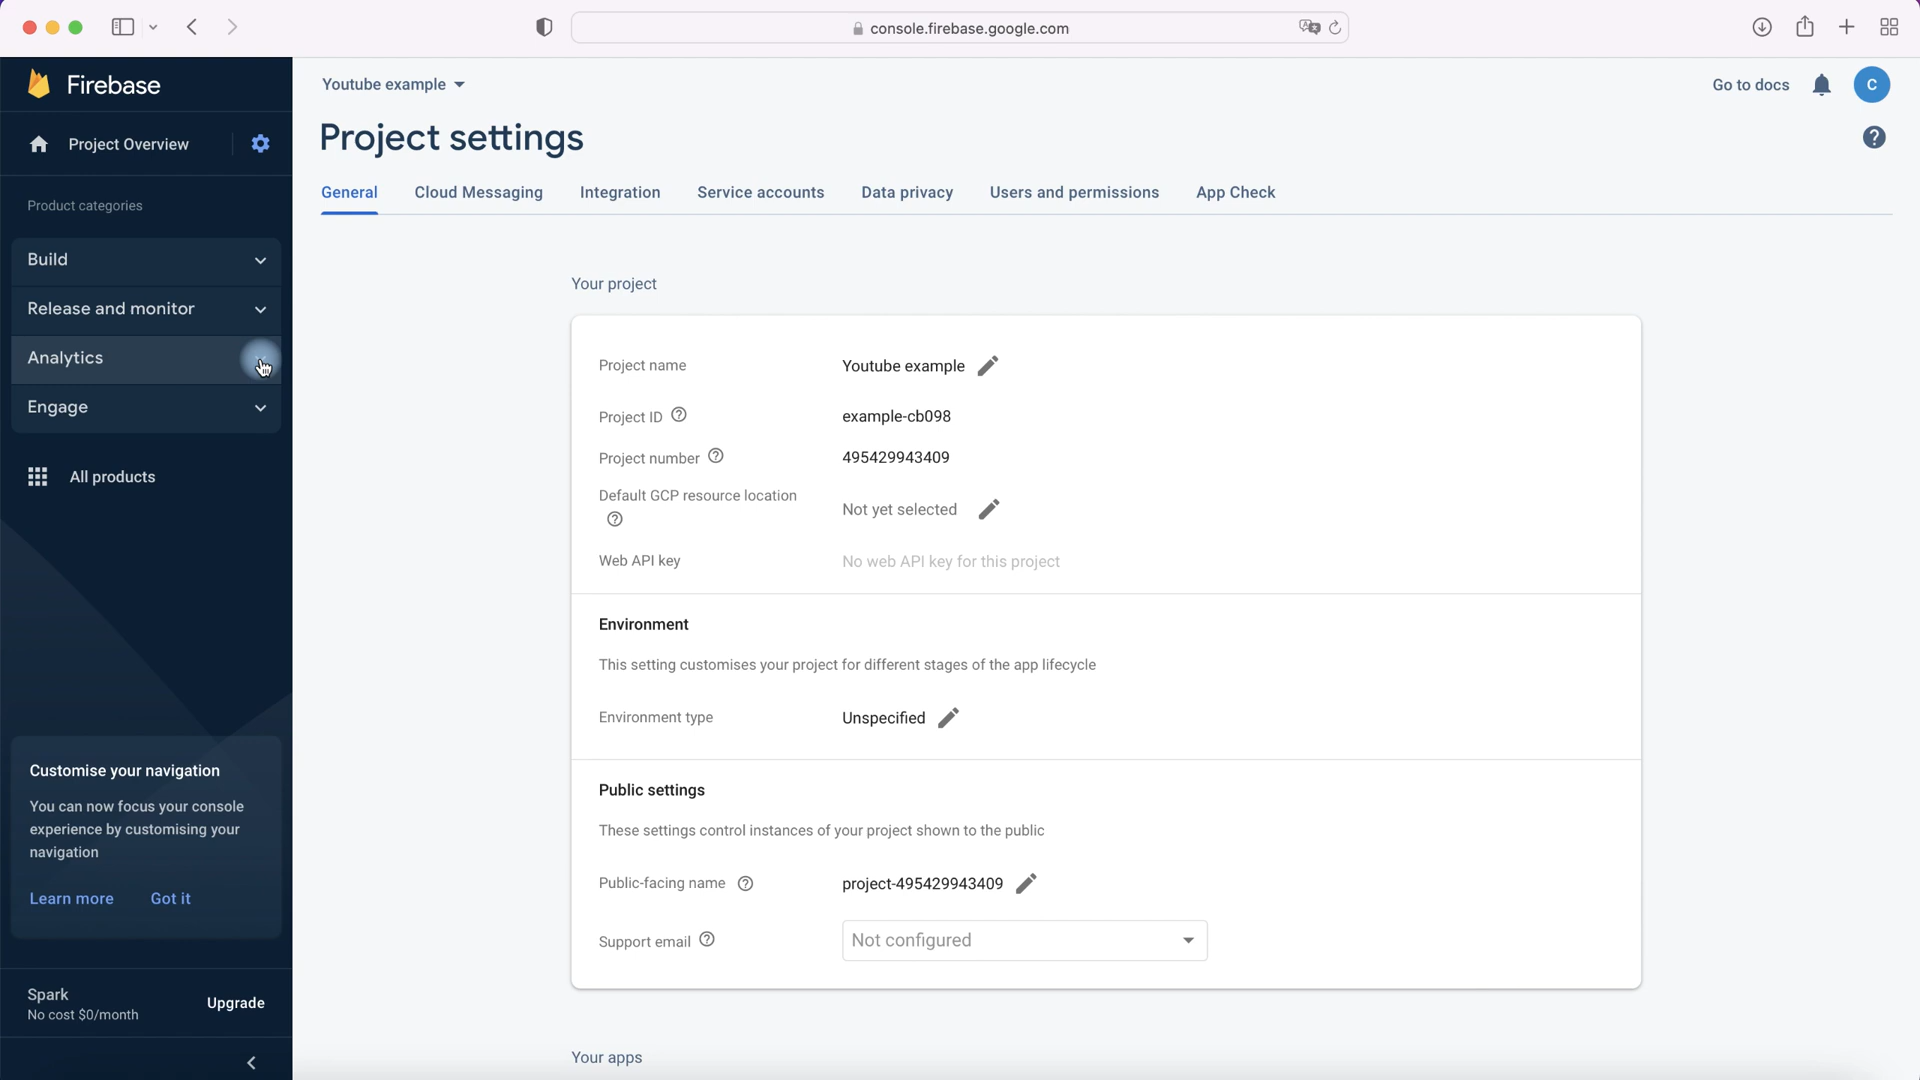 console.firebase.google.com
Firebase
Youtube example
Go to docs
C
Project Overview
Project settings
General Cloud Messaging Integration Service accounts Data privacy Users and permissions App Check
Product categories
Build
Release and monitor
Analytics
Engage
All products
Customise your navigation
You can now focus your console
experience by customising your
navigation
Learn more Got it
Spark
No cost $0/month
Upgrade
Your project
Project name Youtube example
Project ID example-cb098
Project number 495429943409
Default GCP resource location Not yet selected
Web API key No web API key for this project
Environment
This setting customises your project for different stages of the app lifecycle
Environment type Unspecified
Public settings
These settings control instances of your project shown to the public
Public-facing name project-495429943409
Support email Not configured
Your apps